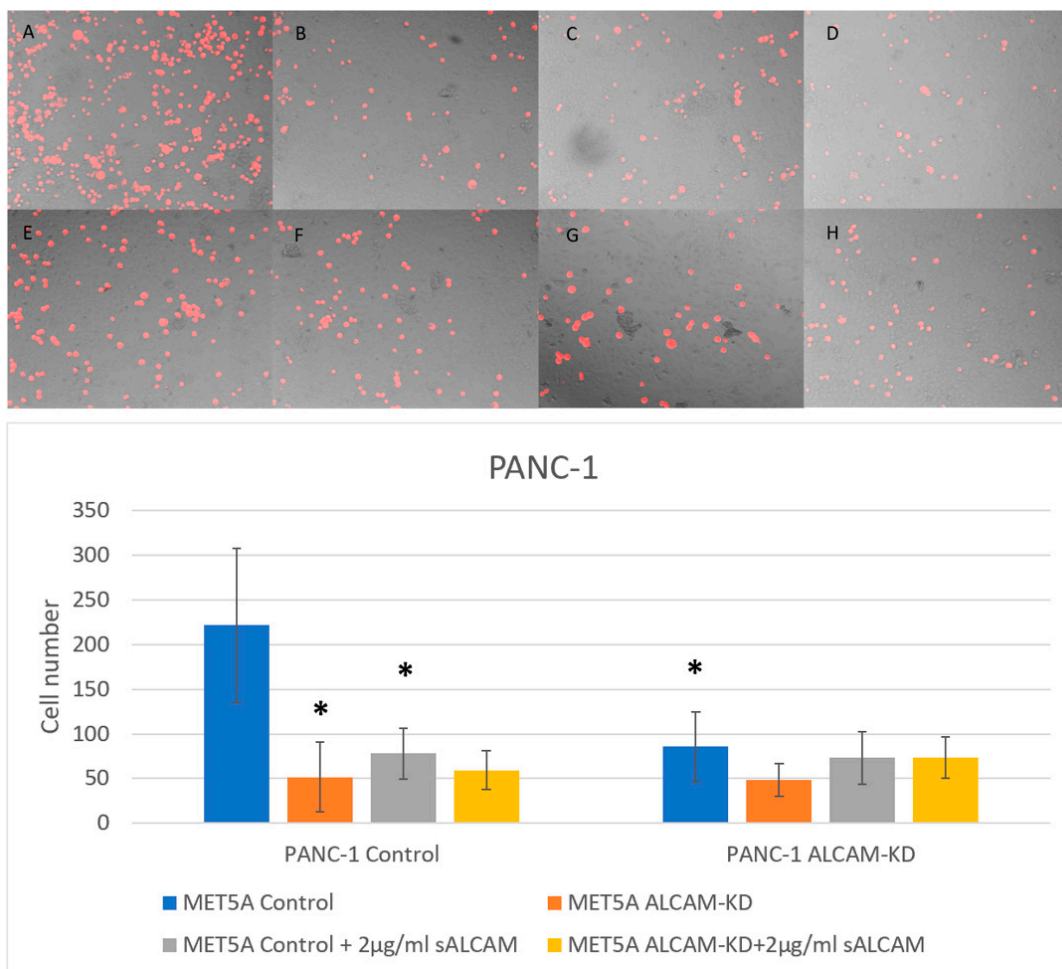 A B C D
E F G H
PANC-1
350
300
250
200
150
100
50
0
Cell number
* * *
PANC-1 Control PANC-1 ALCAM-KD
MET5A Control MET5A ALCAM-KD
MET5A Control + 2µg/ml sALCAM MET5A ALCAM-KD+2µg/ml sALCAM